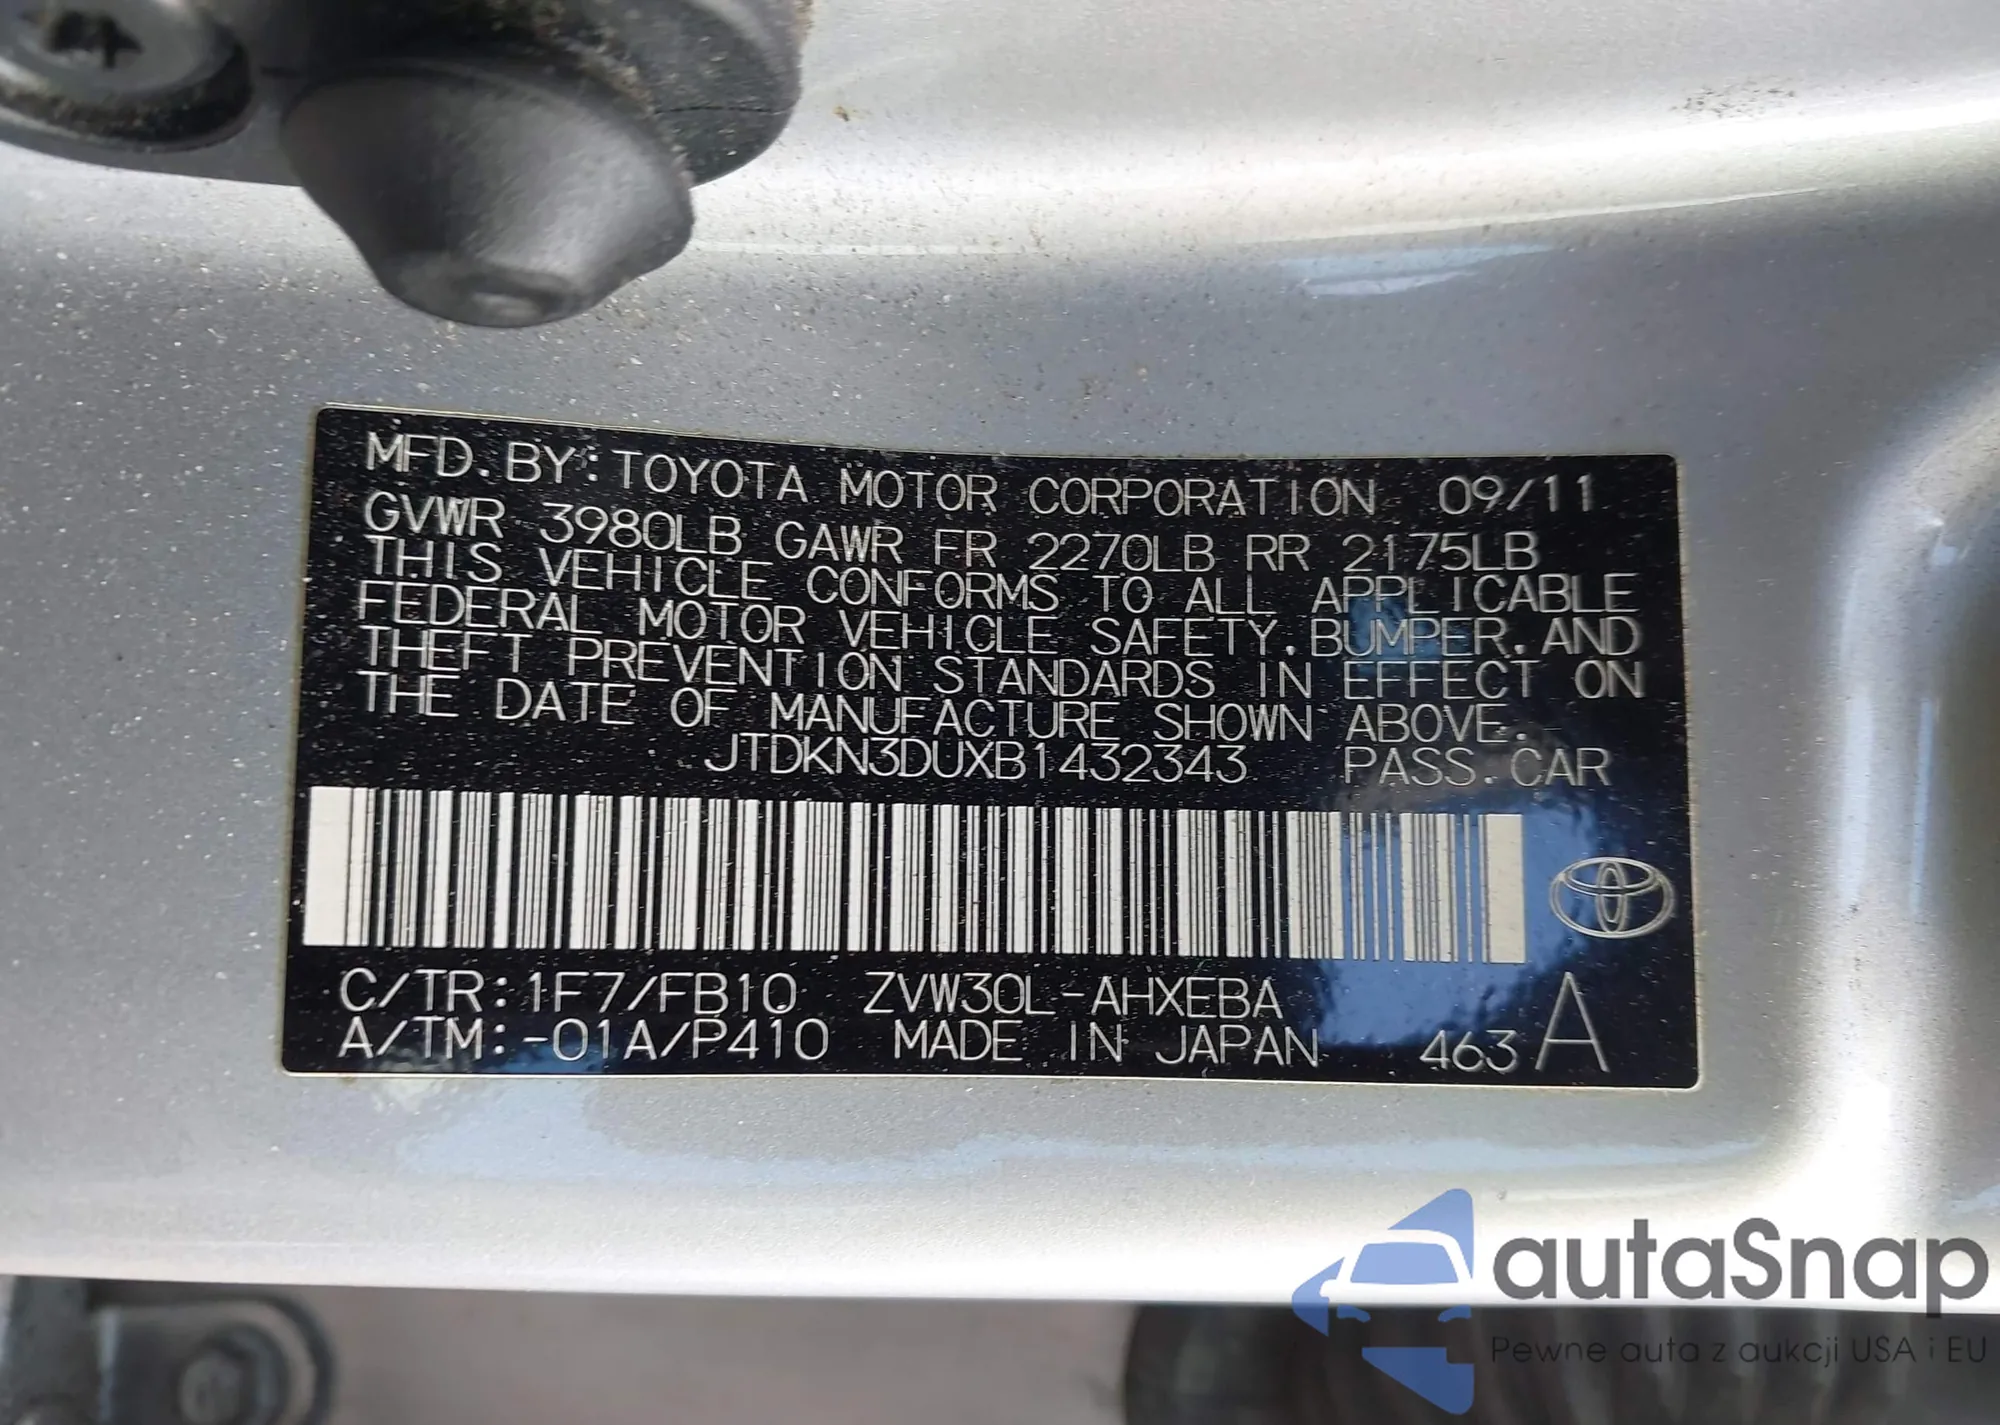 MFD. BY: TOYOTA MOTOR CORPORATION 09/11
GVWR 3980LB GAWR FR 2270LB RR 2175LB
THIS VEHICLE CONFORMS TO ALL APPLICABLE
FEDERAL MOTOR VEHICLE SAFETY, BUMPER, AND
THEFT PREVENTION STANDARDS IN EFFECT ON
THE DATE OF MANUFACTURE SHOWN ABOVE.
JTDKN3DUXB1432343 PASS. CAR
C/TR: 1F7/FB10 ZVW30L-AHXEBA
A/TM: -01A/P410 MADE IN JAPAN 463 A
autaSnap
Pewne auta z aukcji USA i EU